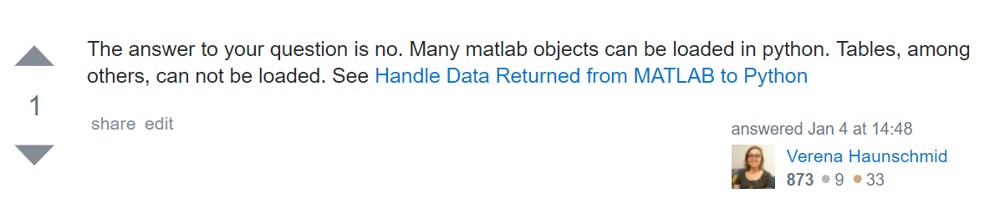 The answer to your question is no. Many matlab objects can be loaded in python. Tables, among
others, can not be loaded. See Handle Data Returned from MATLAB to Python
1
share edit
answered Jan 4 at 14:48
Verena Haunschmid
873 9 33